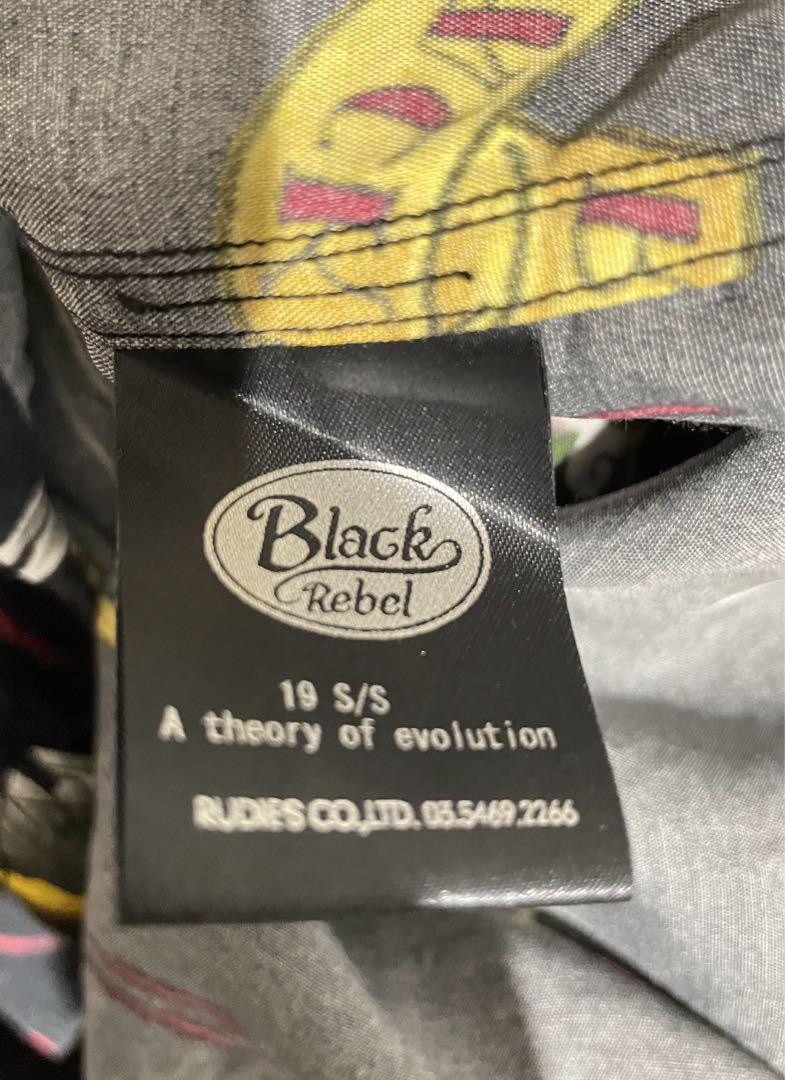 Black
Rebel
19 S/S
A theory of evolution
RUDIES CO.,LTD. 03.5469.2266